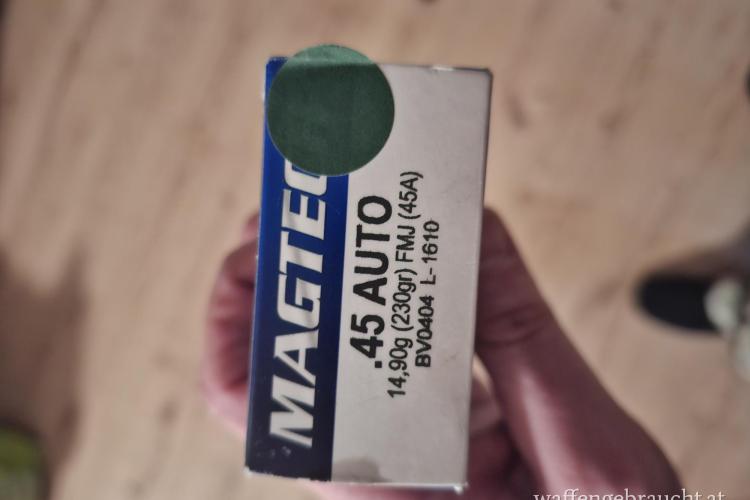 MAGTEC
.45 AUTO
14,90g (230gr) FMJ (45A)
BV0404 L-1610
waffengebraucht.at